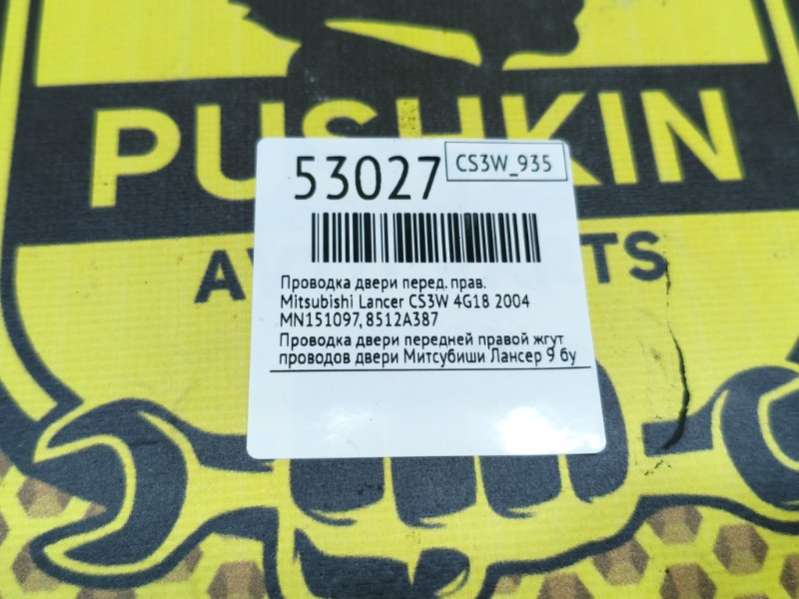 PUSHKIN
53027
CS3W_935
Проводка двери перед. прав.
Mitsubishi Lancer CS3W 4G18 2004
MN151097, 8512A387
Проводка двери передней правой жгут
проводов двери Митсубиши Лансер 9 бу